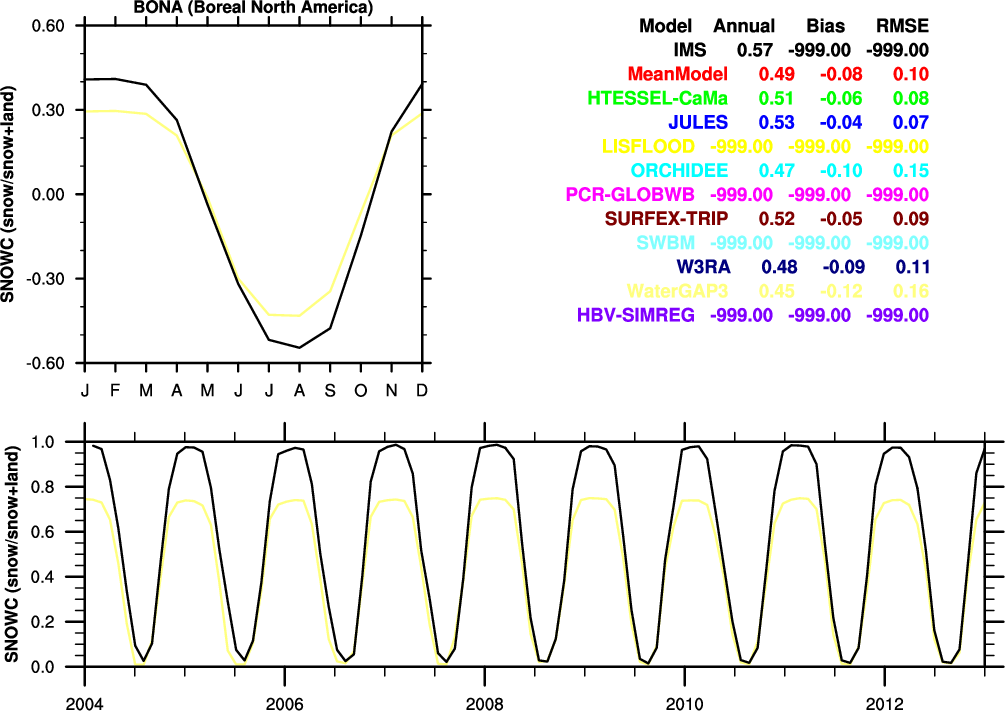 BONA (Boreal North America)
SNOWC (snow/snow+land)
0.60
0.30
0.00
-0.30
-0.60
J F M A M J J A S O N D
Model Annual Bias RMSE
IMS 0.57 -999.00 -999.00
MeanModel 0.49 -0.08 0.10
HTESSEL-CaMa 0.51 -0.06 0.08
JULES 0.53 -0.04 0.07
LISFLOOD -999.00 -999.00 -999.00
ORCHIDEE 0.47 -0.10 0.15
PCR-GLOBWB -999.00 -999.00 -999.00
SURFEX-TRIP 0.52 -0.05 0.09
SWBM -999.00 -999.00 -999.00
W3RA 0.48 -0.09 0.11
WaterGAP3 0.45 -0.12 0.16
HBV-SIMREG -999.00 -999.00 -999.00
SNOWC (snow/snow+land)
1.0
0.8
0.6
0.4
0.2
0.0
2004 2006 2008 2010 2012